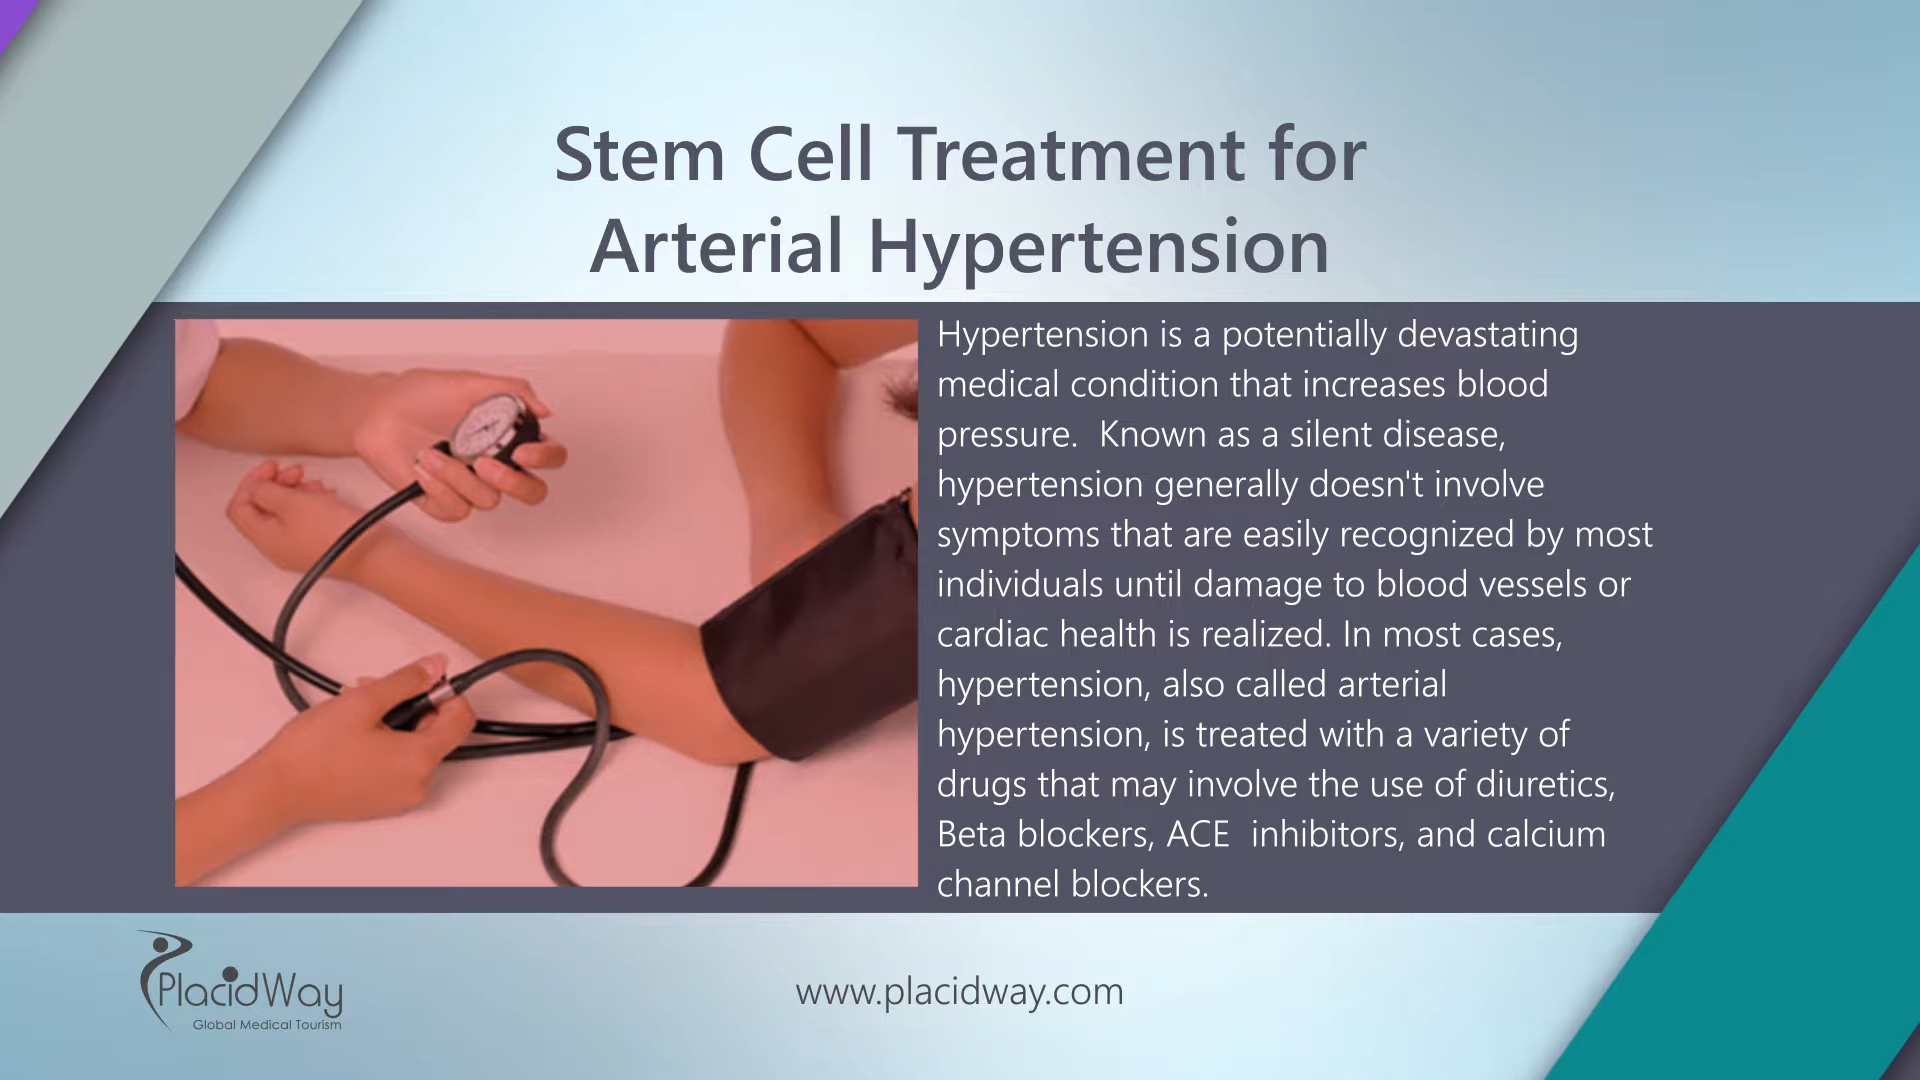 Stem Cell Treatment for
Arterial Hypertension
Hypertension is a potentially devastating
medical condition that increases blood
pressure.  Known as a silent disease,
hypertension generally doesn't involve
symptoms that are easily recognized by most
individuals until damage to blood vessels or
cardiac health is realized. In most cases,
hypertension, also called arterial
hypertension, is treated with a variety of
drugs that may involve the use of diuretics,
Beta blockers, ACE  inhibitors, and calcium
channel blockers.
PlacidWay
Global Medical Tourism
www.placidway.com